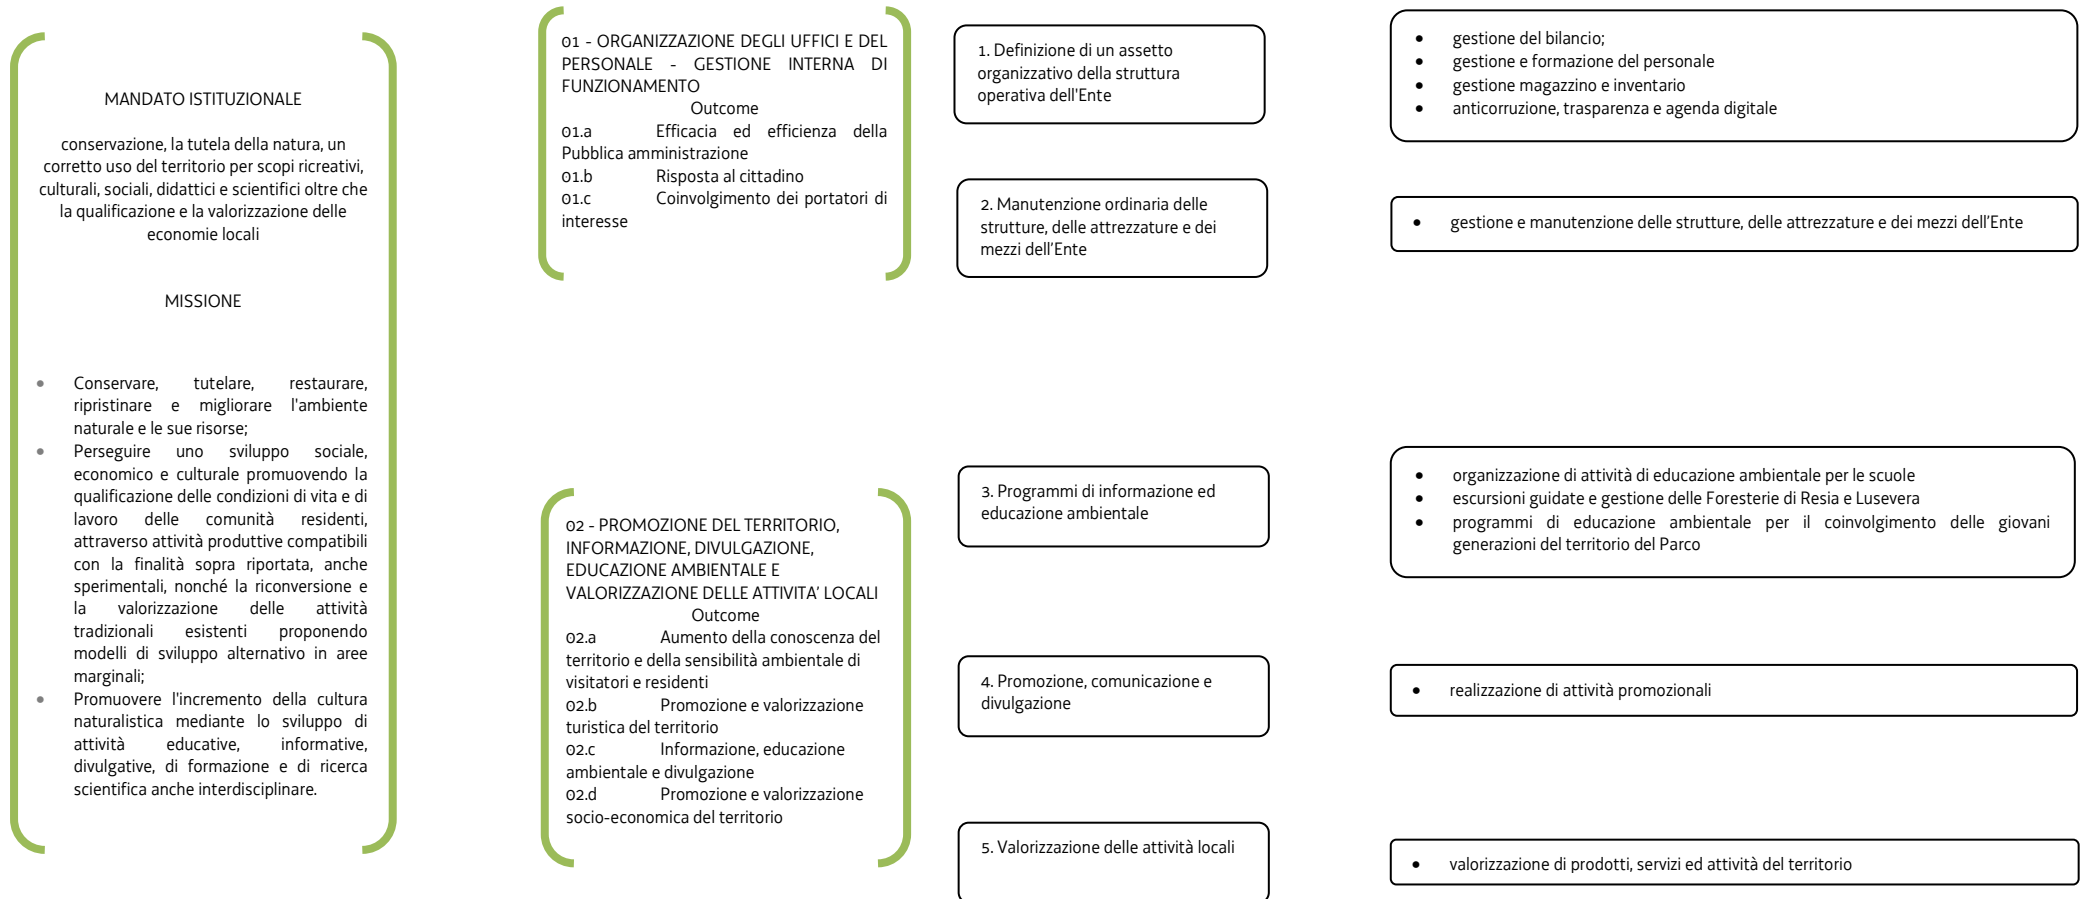 MANDATO ISTITUZIONALE
conservazione, la tutela della natura, un
corretto uso del territorio per scopi ricreativi,
culturali, sociali, didattici e scientifici oltre che
la qualificazione e la valorizzazione delle
economie locali
MISSIONE
• Conservare, tutelare, restaurare,
ripristinare e migliorare l'ambiente
naturale e le sue risorse;
• Perseguire uno sviluppo sociale,
economico e culturale promuovendo la
qualificazione delle condizioni di vita e di
lavoro delle comunità residenti,
attraverso attività produttive compatibili
con la finalità sopra riportata, anche
sperimentali, nonché la riconversione e
la valorizzazione delle attività
tradizionali esistenti proponendo
modelli di sviluppo alternativo in aree
marginali;
• Promuovere l'incremento della cultura
naturalistica mediante lo sviluppo di
attività educative, informative,
divulgative, di formazione e di ricerca
scientifica anche interdisciplinare.
01 - ORGANIZZAZIONE DEGLI UFFICI E DEL
PERSONALE - GESTIONE INTERNA DI
FUNZIONAMENTO
Outcome
01.a Efficacia ed efficienza della
Pubblica amministrazione
01.b Risposta al cittadino
01.c Coinvolgimento dei portatori di
interesse
1. Definizione di un assetto
organizzativo della struttura
operativa dell'Ente
• gestione del bilancio;
• gestione e formazione del personale
• gestione magazzino e inventario
• anticorruzione, trasparenza e agenda digitale
2. Manutenzione ordinaria delle
strutture, delle attrezzature e dei
mezzi dell’Ente
• gestione e manutenzione delle strutture, delle attrezzature e dei mezzi dell’Ente
02 - PROMOZIONE DEL TERRITORIO,
INFORMAZIONE, DIVULGAZIONE,
EDUCAZIONE AMBIENTALE E
VALORIZZAZIONE DELLE ATTIVITA’ LOCALI
Outcome
02.a Aumento della conoscenza del
territorio e della sensibilità ambientale di
visitatori e residenti
02.b Promozione e valorizzazione
turistica del territorio
02.c Informazione, educazione
ambientale e divulgazione
02.d Promozione e valorizzazione
socio-economica del territorio
3. Programmi di informazione ed
educazione ambientale
• organizzazione di attività di educazione ambientale per le scuole
• escursioni guidate e gestione delle Foresterie di Resia e Lusevera
• programmi di educazione ambientale per il coinvolgimento delle giovani
generazioni del territorio del Parco
4. Promozione, comunicazione e
divulgazione
• realizzazione di attività promozionali
5. Valorizzazione delle attività locali
• valorizzazione di prodotti, servizi ed attività del territorio